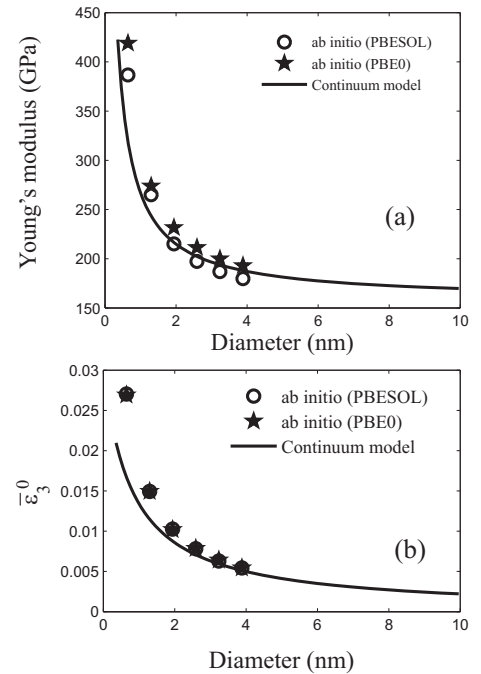 450
400
350
300
250
200
150
Young's modulus (GPa)
ab initio (PBESOL)
ab initio (PBE0)
Continuum model
(a)
0 2 4 6 8 10
Diameter (nm)
0.03
0.025
0.02
0.015
0.01
0.005
0
ε̄₃⁰
ab initio (PBESOL)
ab initio (PBE0)
Continuum model
(b)
0 2 4 6 8 10
Diameter (nm)